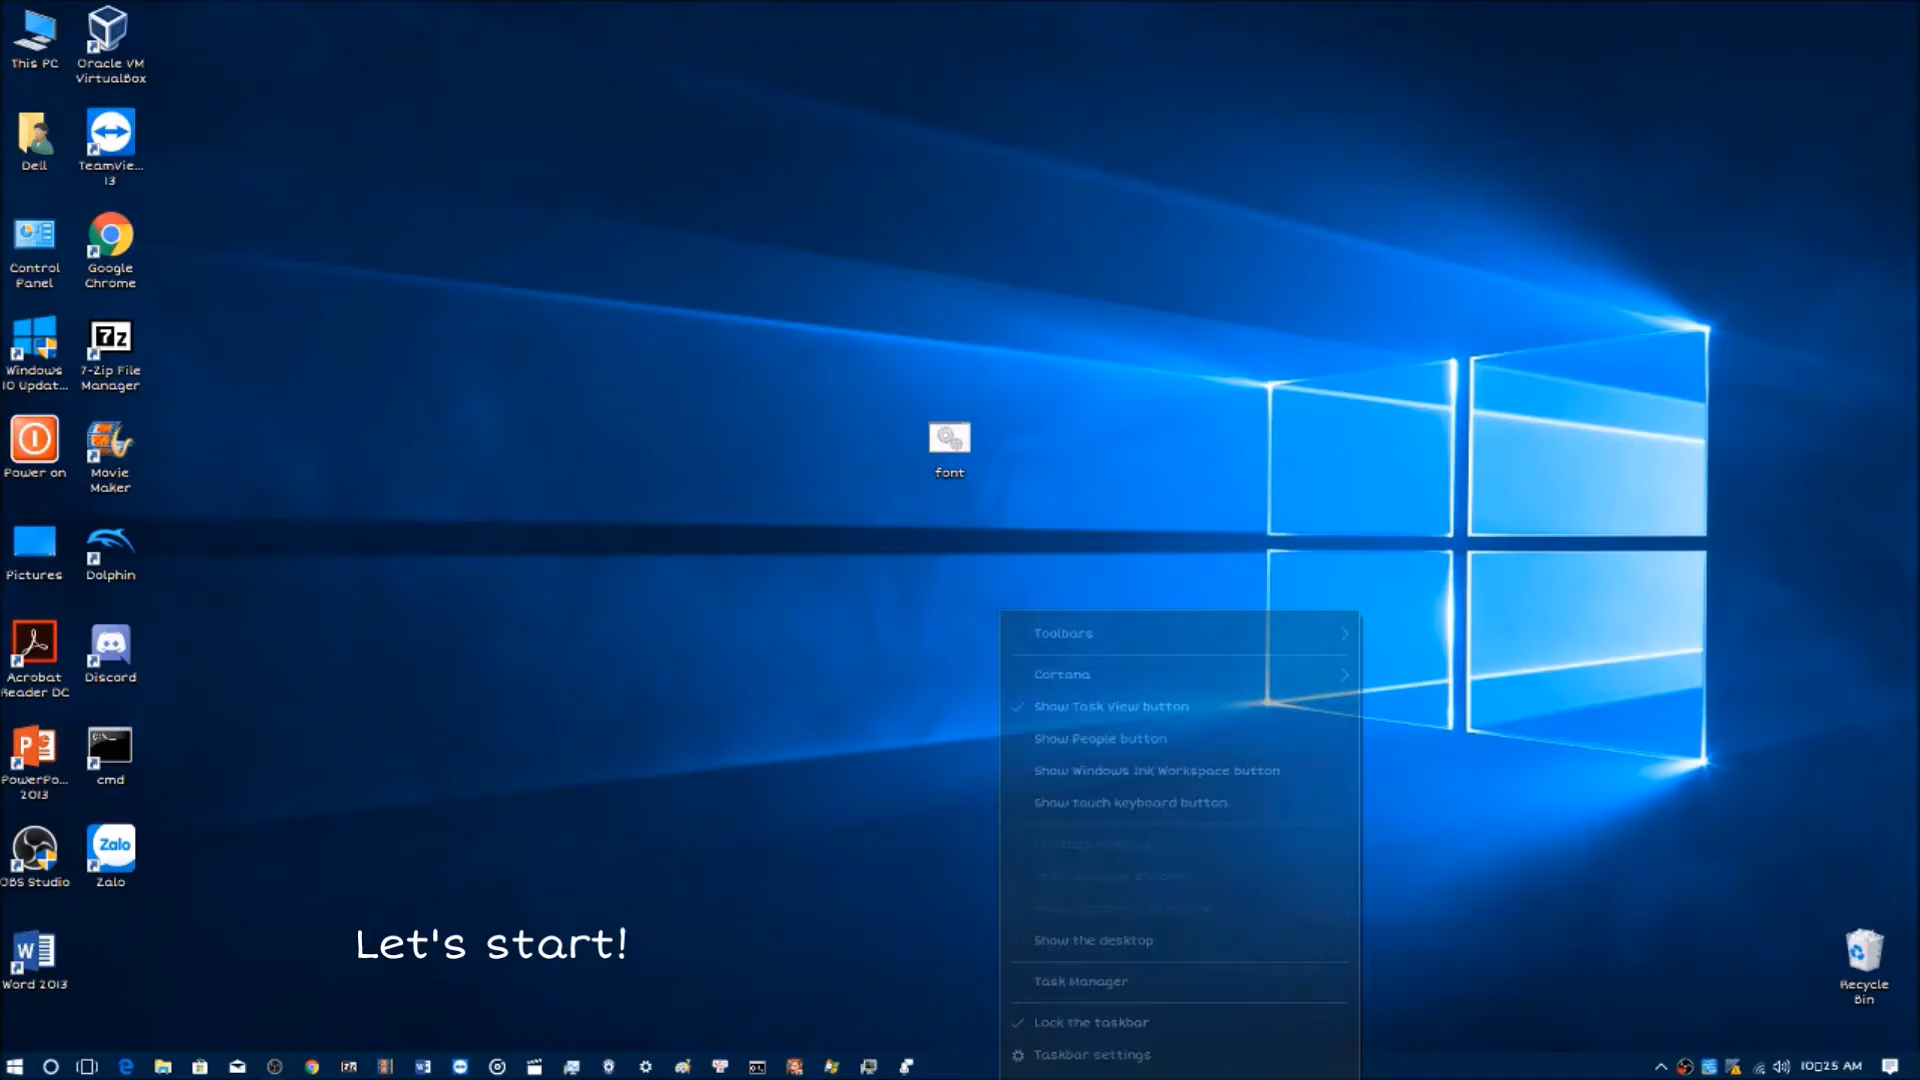 This PC
Oracle VM
VirtualBox
Dell
TeamVie...
13
Control
Panel
Google
Chrome
Windows
10 Updat...
7-Zip File
Manager
Power on
Movie
Maker
font
Pictures
Dolphin
Acrobat
Reader DC
Discord
PowerPo...
2013
cmd
OBS Studio
Zalo
Zalo
Word 2013
Let's start!
Toolbars
Cortana
Show Task View button
Show People button
Show Windows Ink Workspace button
Show touch keyboard button
Show the desktop
Task Manager
Lock the taskbar
Taskbar settings
Recycle
Bin
10▯25 AM